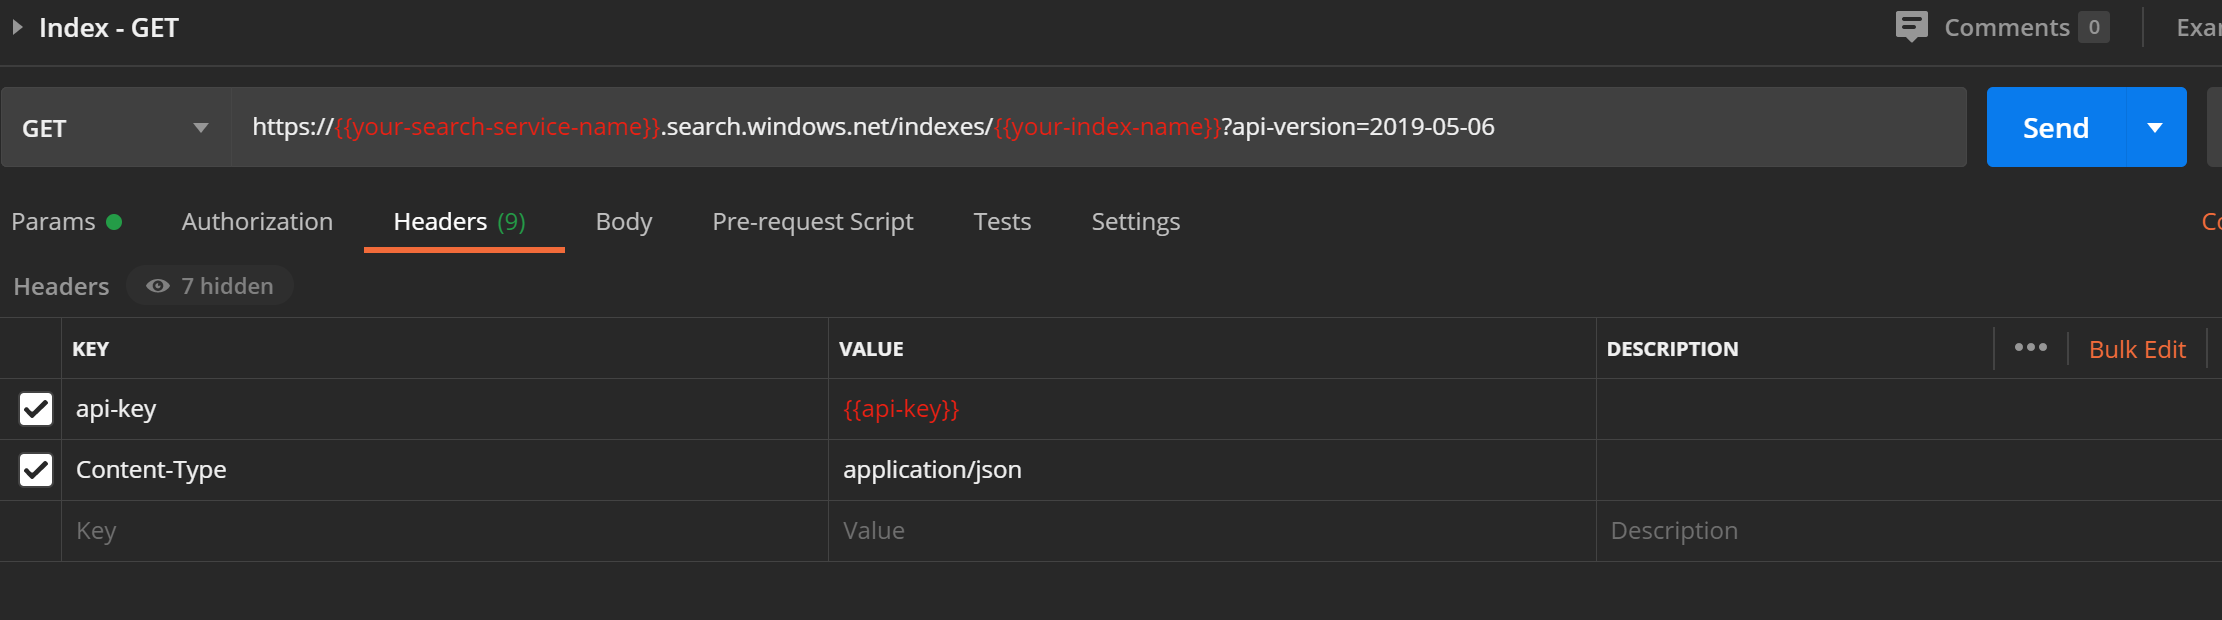 Index - GET
Comments 0
GET
https://{{your-search-service-name}}.search.windows.net/indexes/{{your-index-name}}?api-version=2019-05-06
Send
Params Authorization Headers (9) Body Pre-request Script Tests Settings
Headers 7 hidden
KEY VALUE DESCRIPTION Bulk Edit
api-key {{api-key}}
Content-Type application/json
Key Value Description